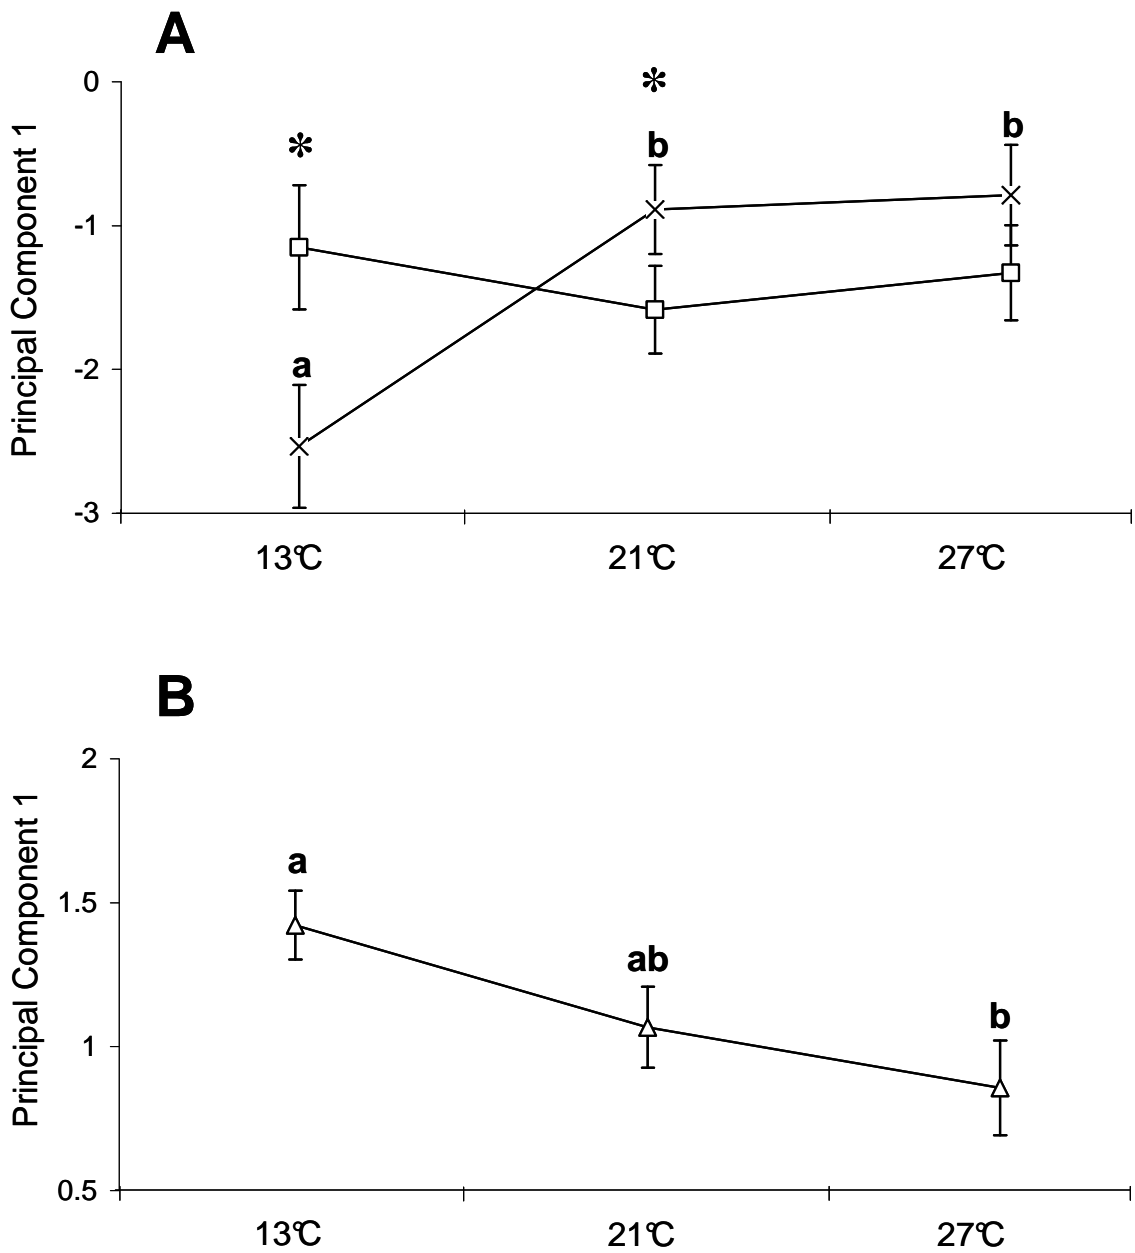 A
0
*
*
b
b
-1
a
-2
-3
Principal Component 1
13°C
21°C
27°C
B
2
a
1.5
ab
b
1
0.5
Principal Component 1
13°C
21°C
27°C